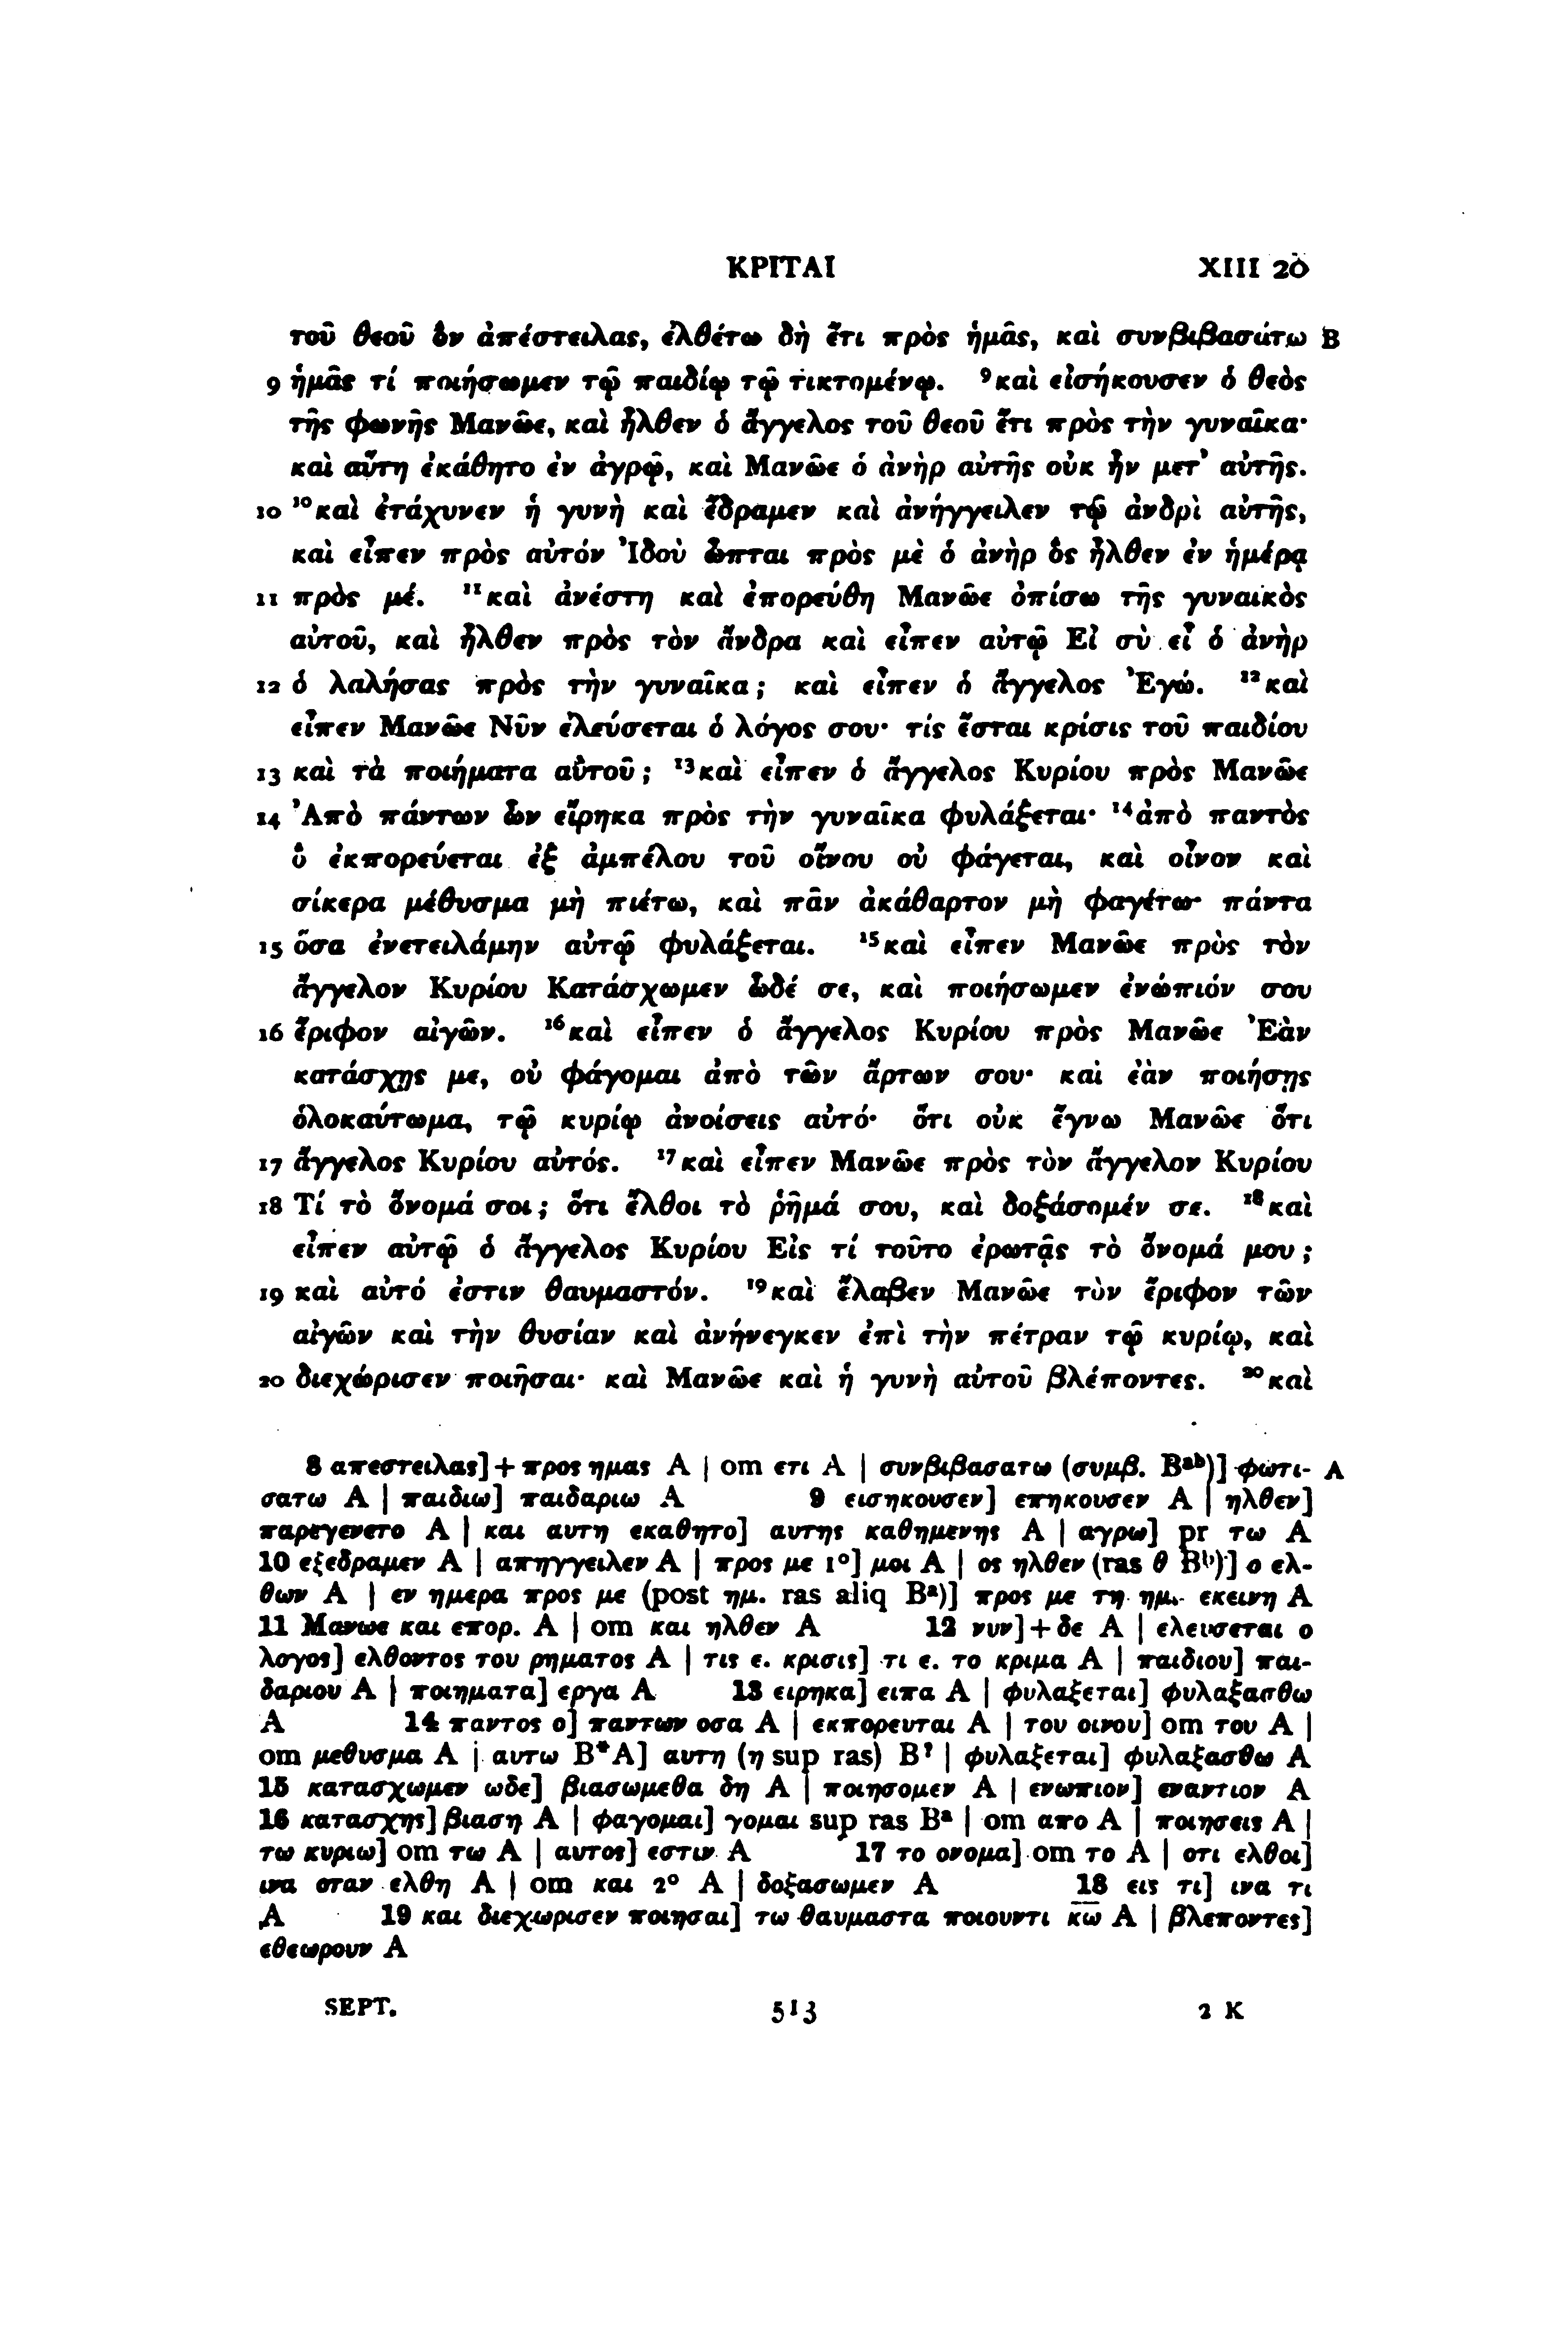 ΚΡΙΤΑΙ XIII 20
τοῦ θεοῦ ὃν ἀπέστειλας, ἐλθέτω δὴ ἔτι πρὸς ἡμᾶς, καὶ συνβιβασάτω B
9 ἡμᾶς τί ποιήσωμεν τῷ παιδίῳ τῷ τικτομένῳ. ⁹καὶ εἰσήκουσεν ὁ θεὸς
τῆς φωνῆς Μανῶε, καὶ ἦλθεν ὁ ἄγγελος τοῦ θεοῦ ἔτι πρὸς τὴν γυναῖκα·
καὶ αὕτη ἐκάθητο ἐν ἀγρῷ, καὶ Μανῶε ὁ ἀνὴρ αὐτῆς οὐκ ἦν μετ’ αὐτῆς.
10 ¹⁰καὶ ἐτάχυνεν ἡ γυνὴ καὶ ἔδραμεν καὶ ἀνήγγειλεν τῷ ἀνδρὶ αὐτῆς,
καὶ εἶπεν πρὸς αὐτόν Ἰδοὺ ὦπται πρὸς μὲ ὁ ἀνὴρ ὃς ἦλθεν ἐν ἡμέρᾳ
11 πρὸς μέ. ¹¹καὶ ἀνέστη καὶ ἐπορεύθη Μανῶε ὀπίσω τῆς γυναικὸς
αὐτοῦ, καὶ ἦλθεν πρὸς τὸν ἄνδρα καὶ εἶπεν αὐτῷ Εἰ σὺ εἶ ὁ ἀνὴρ
12 ὁ λαλήσας πρὸς τὴν γυναῖκα; καὶ εἶπεν ὁ ἄγγελος Ἐγώ. ¹²καὶ
εἶπεν Μανῶε Νῦν ἐλεύσεται ὁ λόγος σου· τίς ἔσται κρίσις τοῦ παιδίου
13 καὶ τὰ ποιήματα αὐτοῦ; ¹³καὶ εἶπεν ὁ ἄγγελος Κυρίου πρὸς Μανῶε
14 Ἀπὸ πάντων ὧν εἴρηκα πρὸς τὴν γυναῖκα φυλάξεται· ¹⁴ἀπὸ παντὸς
ὃ ἐκπορεύεται ἐξ ἀμπέλου τοῦ οἴνου οὐ φάγεται, καὶ οἶνον καὶ
σίκερα μέθυσμα μὴ πιέτω, καὶ πᾶν ἀκάθαρτον μὴ φαγέτω· πάντα
15 ὅσα ἐνετειλάμην αὐτῷ φυλάξεται. ¹⁵καὶ εἶπεν Μανῶε πρὸς τὸν
ἄγγελον Κυρίου Κατάσχωμεν ὧδέ σε, καὶ ποιήσωμεν ἐνώπιόν σου
16 ἔριφον αἰγῶν. ¹⁶καὶ εἶπεν ὁ ἄγγελος Κυρίου πρὸς Μανῶε Ἐὰν
κατάσχῃς με, οὐ φάγομαι ἀπὸ τῶν ἄρτων σου· καὶ ἐὰν ποιήσῃς
ὁλοκαύτωμα, τῷ κυρίῳ ἀνοίσεις αὐτό· ὅτι οὐκ ἔγνω Μανῶε ὅτι
17 ἄγγελος Κυρίου αὐτός. ¹⁷καὶ εἶπεν Μανῶε πρὸς τὸν ἄγγελον Κυρίου
18 Τί τὸ ὄνομά σοι; ὅτι ἔλθοι τὸ ῥῆμά σου, καὶ δοξάσομέν σε. ¹⁸καὶ
εἶπεν αὐτῷ ὁ ἄγγελος Κυρίου Εἰς τί τοῦτο ἐρωτᾷς τὸ ὄνομά μου;
19 καὶ αὐτό ἐστιν θαυμαστόν. ¹⁹καὶ ἔλαβεν Μανῶε τὸν ἔριφον τῶν
αἰγῶν καὶ τὴν θυσίαν καὶ ἀνήνεγκεν ἐπὶ τὴν πέτραν τῷ κυρίῳ, καὶ
20 διεχώρισεν ποιῆσαι· καὶ Μανῶε καὶ ἡ γυνὴ αὐτοῦ βλέποντες. ²⁰καὶ
8 απεστειλας]+προς ημας A | om ετι A | συνβιβασατω (συμβ. Bᵃᵇ)] φωτι- A
σατω A | παιδιω] παιδαριω A 9 εισηκουσεν] επηκουσεν A | ηλθεν]
παρεγενετο A | και αυτη εκαθητο] αυτης καθημενης A | αγρω] pr τω A
10 εξεδραμεν A | απηγγειλεν A | προς με 1°] μοι A | ος ηλθεν (ras θ Bᵇ)] ο ελ-
θων A | εν ημερα προς με (post ημ. ras aliq Bᵃ)] προς με τη ημ. εκεινη A
11 Μανωε και επορ. A | om και ηλθεν A 12 νυν]+δε A | ελευσεται ο
λογος] ελθοντος του ρηματος A | τις ε. κρισις] τι ε. το κριμα A | παιδιου] παι-
δαριου A | ποιηματα] εργα A 13 ειρηκα] ειπα A | φυλαξεται] φυλαξασθω
A 14 παντος ο] παντων οσα A | εκπορευται A | του οινου] om του A |
om μεθυσμα A | αυτω B*A] αυτη (η sup ras) B? | φυλαξεται] φυλαξασθω A
15 κατασχωμεν ωδε] βιασωμεθα δη A | ποιησομεν A | ενωπιον] εναντιον A
16 κατασχης] βιαση A | φαγομαι] γομαι sup ras Bᵃ | om απο A | ποιησεις A |
τω κυριω] om τω A | αυτος] εστιν A 17 το ονομα] om το A | οτι ελθοι]
ινα οταν ελθη A | om και 2° A | δοξασωμεν A 18 εις τι] ινα τι
A 19 και διεχωρισεν ποιησαι] τω θαυμαστα ποιουντι κ̅ω̅ A | βλεποντες]
εθεωρουν A
SEPT. 513 2 K